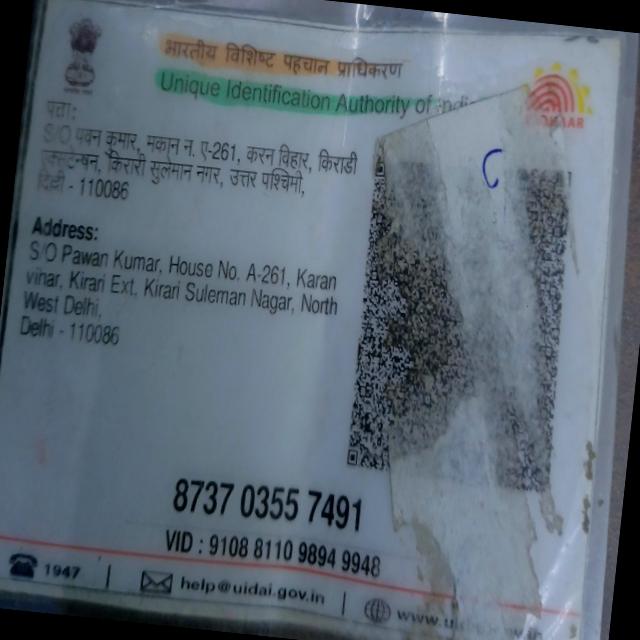 भारतीय विशिष्ट पहचान प्राधिकरण
Unique Identification Authority of India
पता:
S/O पवन कुमार, मकान न. ए-261, करन विहार, किराडी
सुलेमान नगर, उत्तर पश्चिमी,
दिल्ली - 110086
Address:
S/O Pawan Kumar, House No. A-261, Karan
vihar, Kirari Ext, Kirari Suleman Nagar, North
West Delhi,
Delhi - 110086
8737 0355 7491
VID : 9108 8110 9894 9948
1947
help@uidai.gov.in